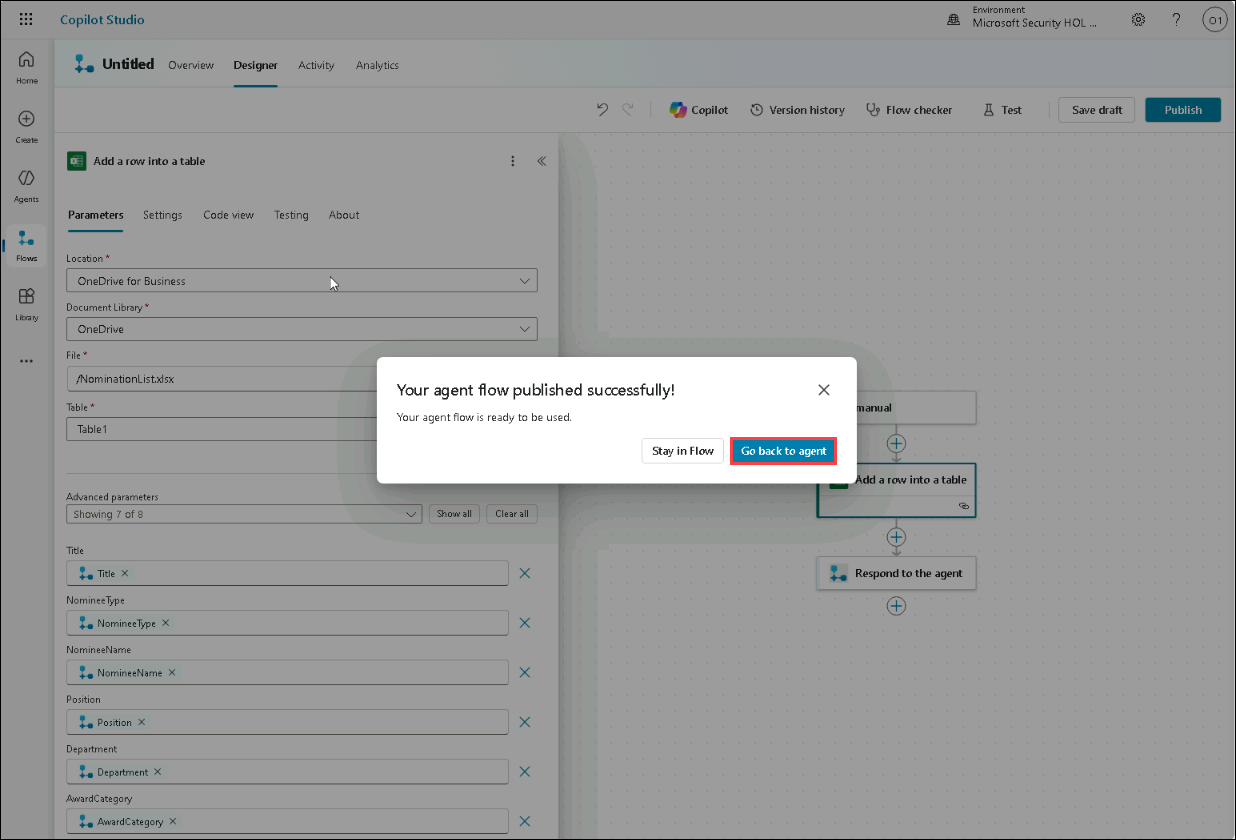 Copilot Studio
Environment
Microsoft Security HOL ...
?
O1
Home
Create
Agents
Flows
Library
Untitled
Overview
Designer
Activity
Analytics
Copilot
Version history
Flow checker
Test
Save draft
Publish
Add a row into a table
Parameters
Settings
Code view
Testing
About
Location *
OneDrive for Business
Document Library *
OneDrive
File *
/NominationList.xlsx
Table *
Table1
Advanced parameters
Showing 7 of 8
Show all
Clear all
Title
Title
NomineeType
NomineeType
NomineeName
NomineeName
Position
Position
Department
Department
AwardCategory
AwardCategory
Your agent flow published successfully!
Your agent flow is ready to be used.
Stay in Flow
Go back to agent
manual
Add a row into a table
Respond to the agent